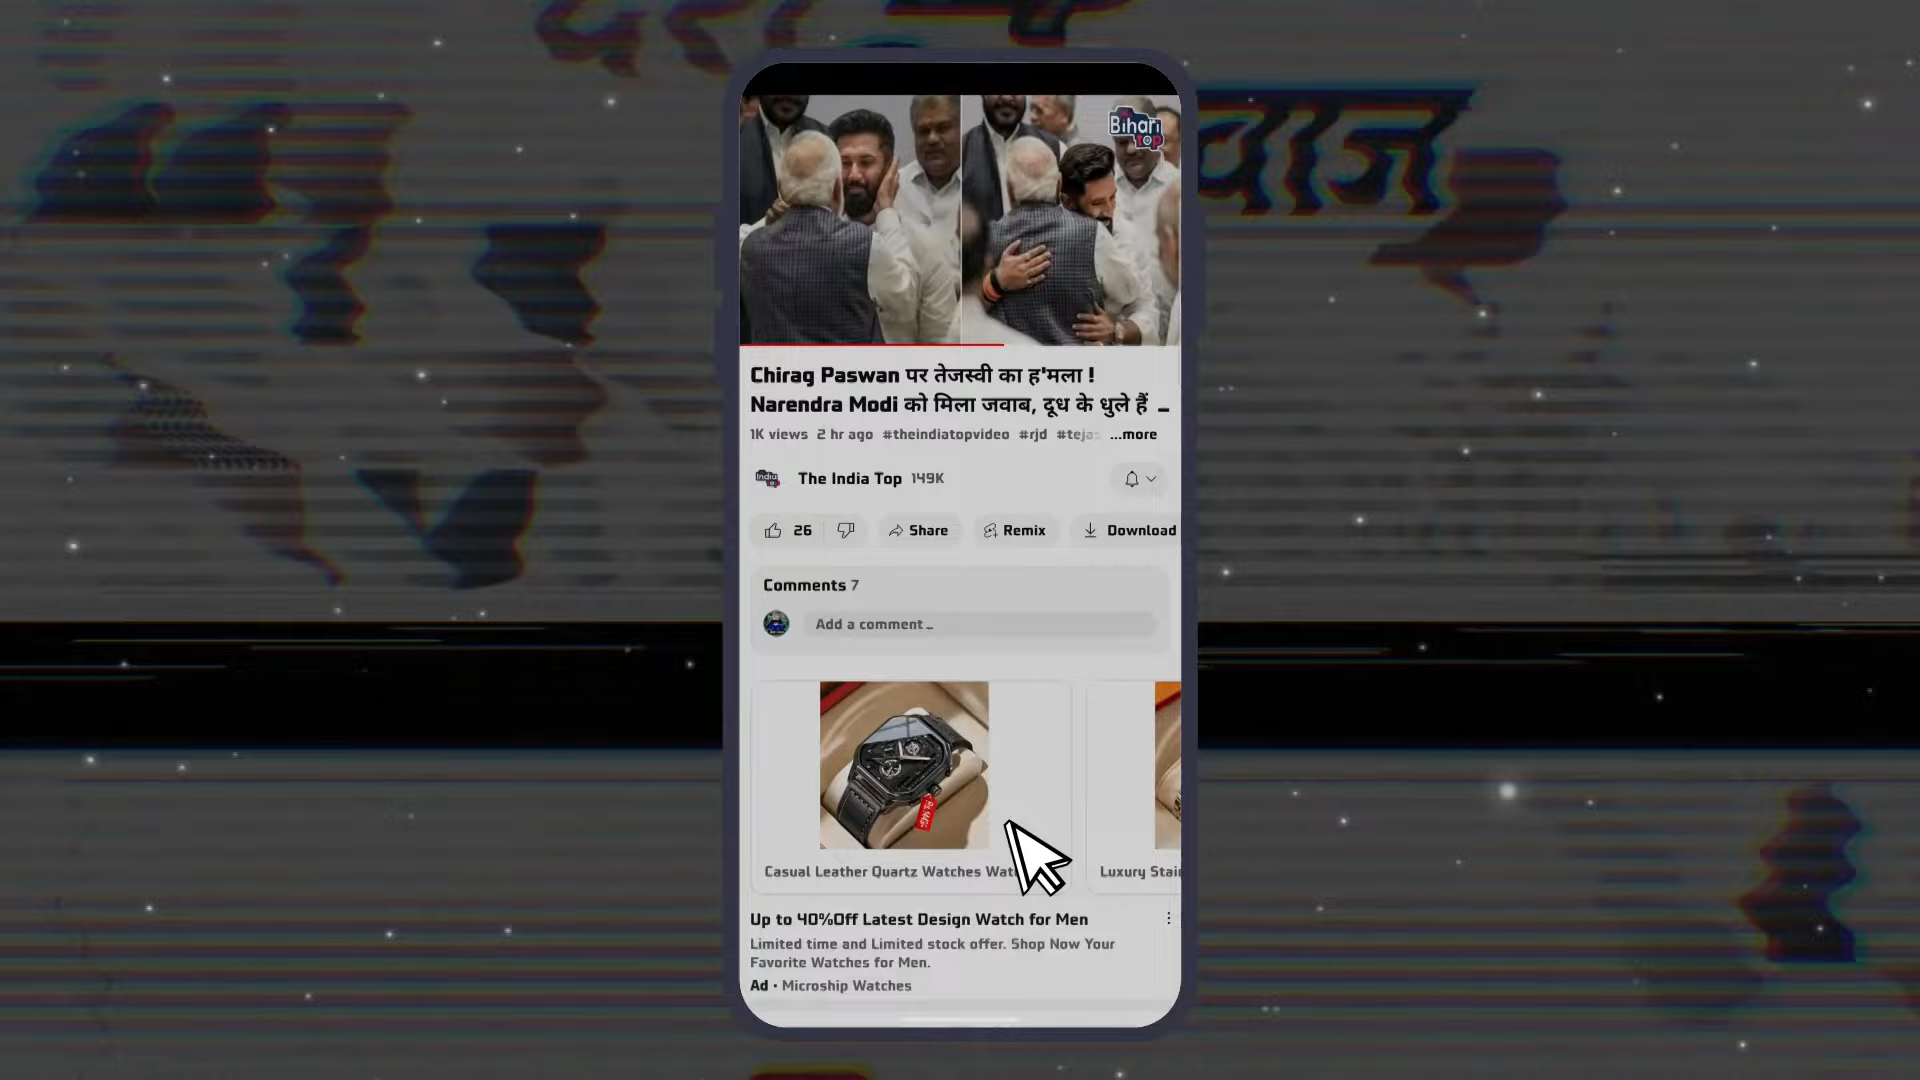 Bihari
top
Chirag Paswan पर तेजस्वी का ह'मला !
Narendra Modi को मिला जवाब, दूध के धुले हैं _
1K views 2 hr ago #theindiatopvideo #rjd #tejas ...more
The India Top 149K
26 Share Remix Download
Comments 7
Add a comment _
Casual Leather Quartz Watches
Luxury
Up to 40%Off Latest Design Watch for Men
Limited time and Limited stock offer. Shop Now Your
Favorite Watches for Men.
Ad • Microship Watches